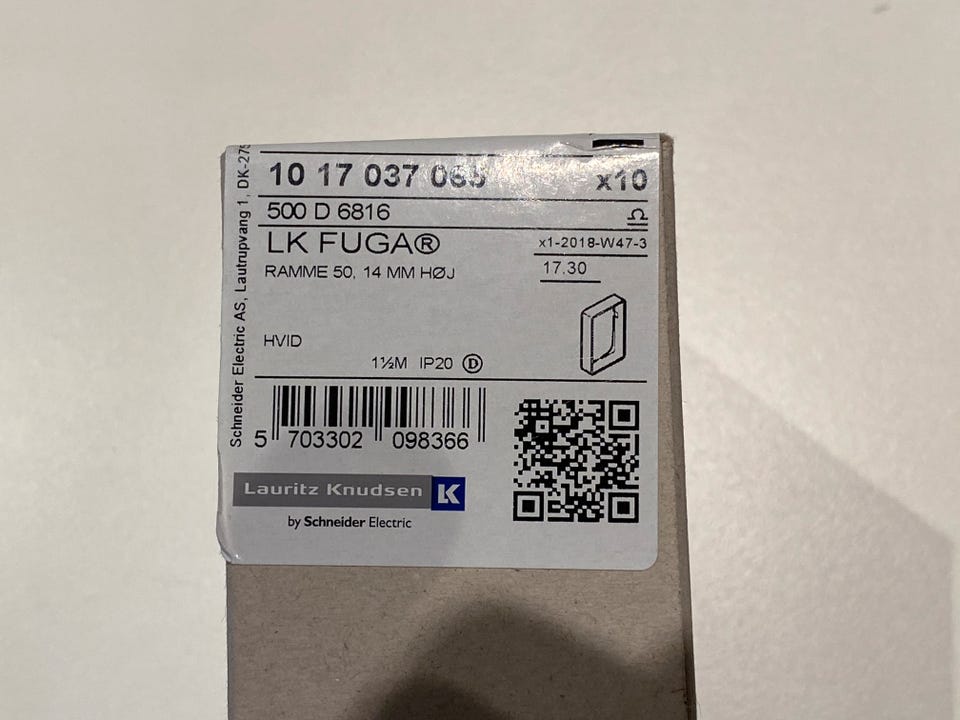 10 17 037 065
x10
500 D 6816
LK FUGA®
x1-2018-W47-3
RAMME 50, 14 MM HØJ
17.30
HVID
1½M IP20 D
5 703302 098366
Lauritz Knudsen K
by Schneider Electric
Schneider Electric AS, Lautrupvang 1, DK-275